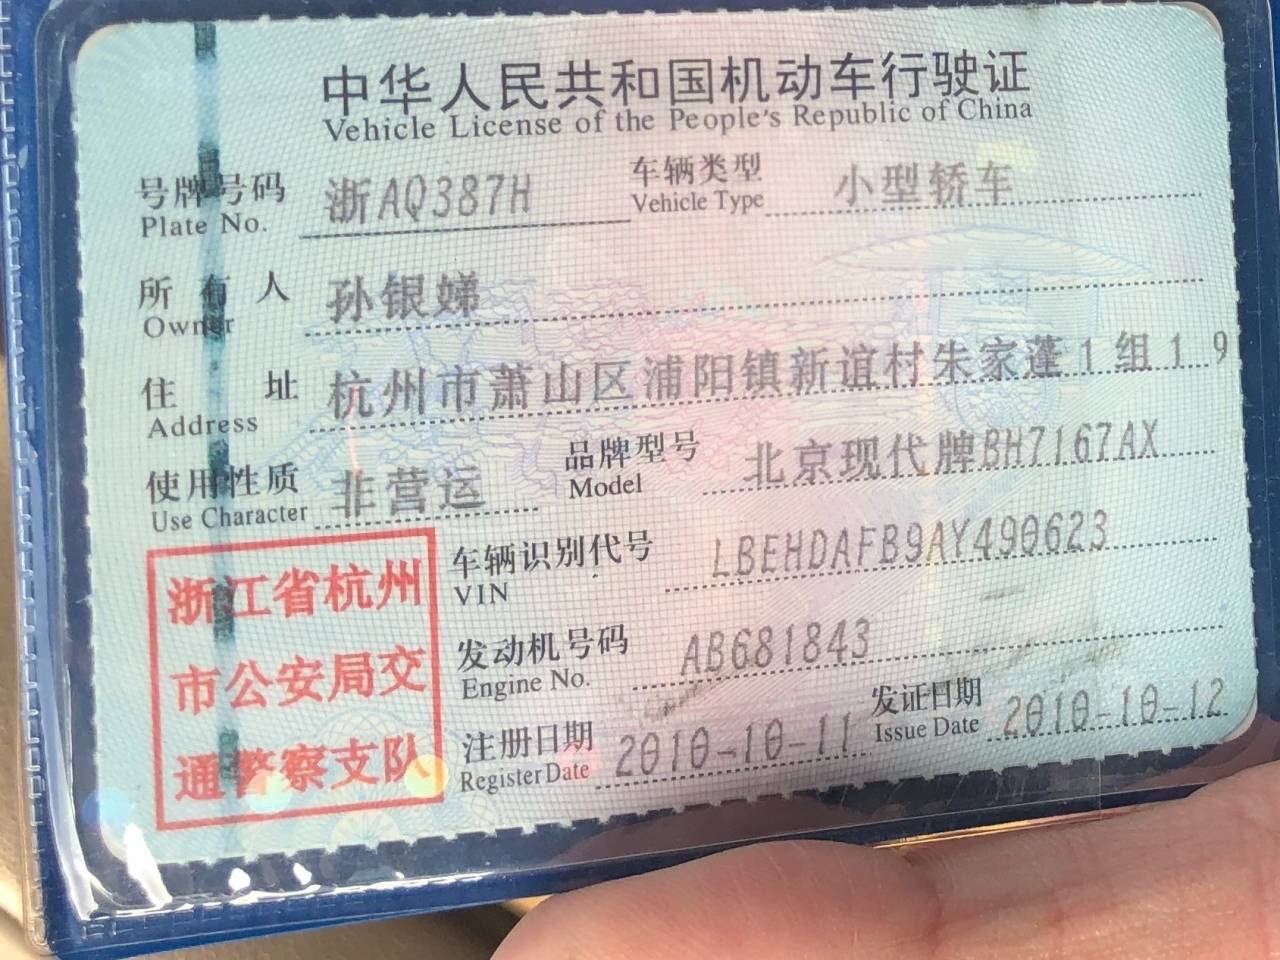 中华人民共和国机动车行驶证
Vehicle License of the People's Republic of China
号牌号码 浙AQ387H 车辆类型 小型轿车
Plate No. Vehicle Type
所有人 孙银娣
Owner
住址 杭州市萧山区浦阳镇新谊村朱家蓬1组19
Address
使用性质 非营运 品牌型号 北京现代牌BH7167AX
Use Character Model
浙江省杭州
市公安局交
通警察支队
车辆识别代号 LBEHDAFB9AY490623
VIN
发动机号码 AB681843
Engine No.
注册日期 2010-10-11 发证日期 2010-10-12
Register Date Issue Date